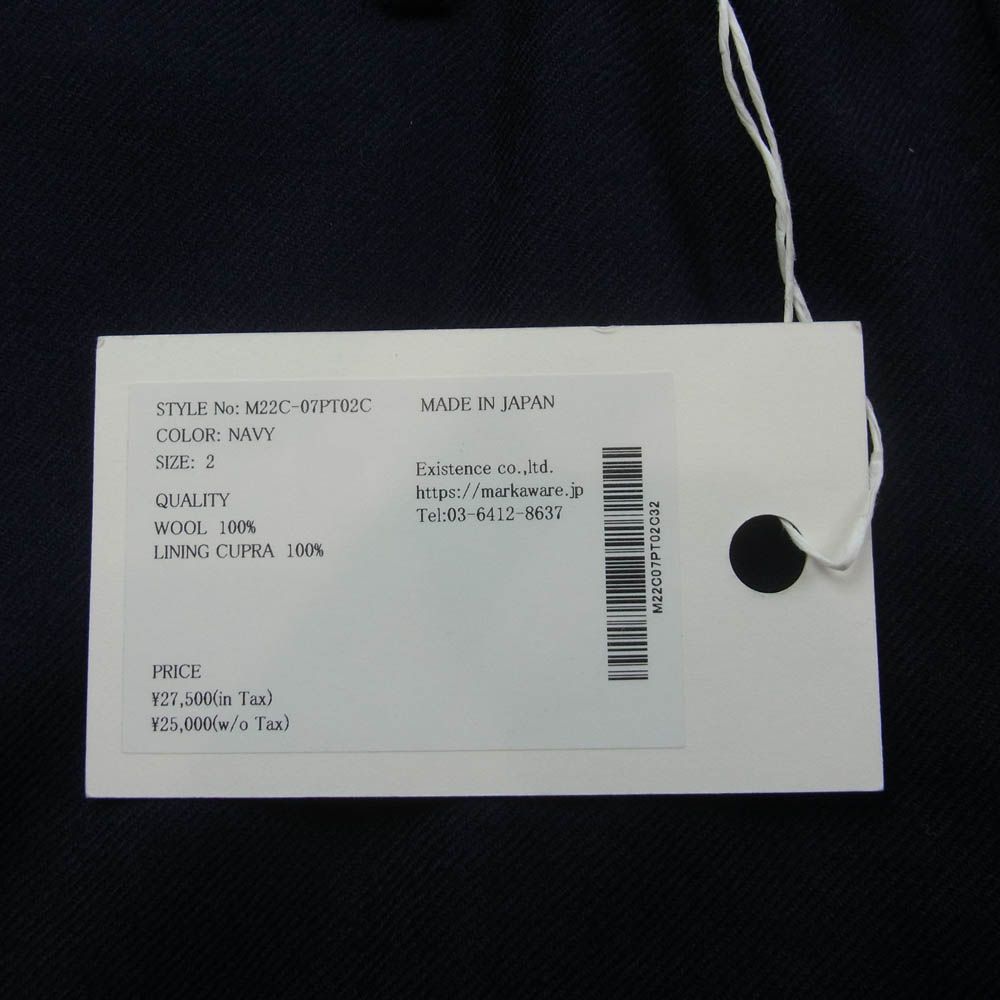 STYLE No: M22C-07PT02C
COLOR: NAVY
SIZE: 2
QUALITY
WOOL 100%
LINING CUPRA 100%
PRICE
¥27,500(in Tax)
¥25,000(w/o Tax)
MADE IN JAPAN
Existence co.,ltd.
https://markaware.jp
Tel:03-6412-8637
M22C07PT02C32